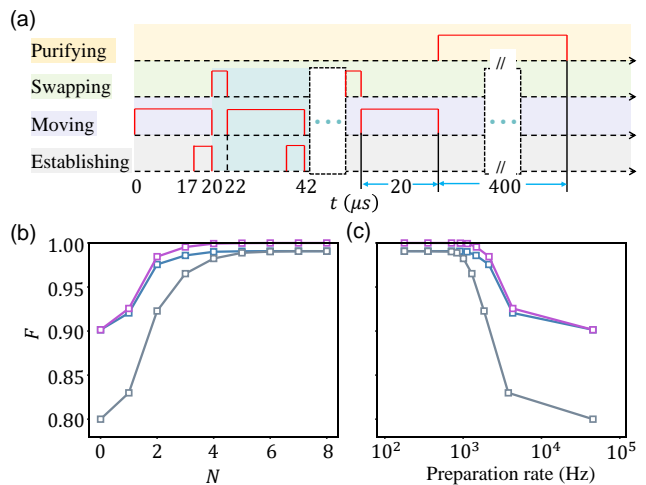 (a)
Purifying
//
Swapping
Moving
Establishing
//
0 17 20 22 42 20 400
t (μs)
(b) (c)
1.00
0.95
0.90
0.85
0.80
F
0 2 4 6 8
N
10² 10³ 10⁴ 10⁵
Preparation rate (Hz)